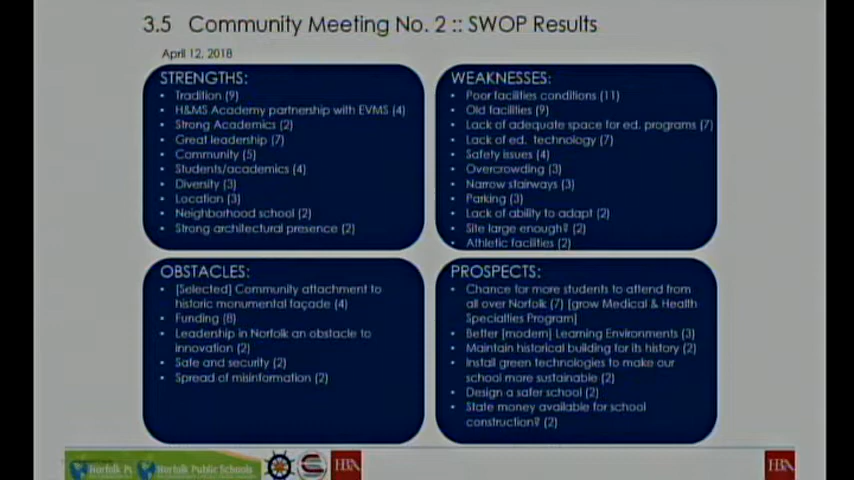 3.5 Community Meeting No. 2 :: SWOP Results
April 12, 2018
STRENGTHS:
• Tradition (9)
• H&MS Academy partnership with EVMS (4)
• Strong Academics (2)
• Great leadership (7)
• Community (5)
• Students/academics (4)
• Diversity (3)
• Location (3)
• Neighborhood school (2)
• Strong architectural presence (2)
WEAKNESSES:
• Poor facilities conditions (11)
• Old facilities (9)
• Lack of adequate space for ed. programs (7)
• Lack of ed. technology (7)
• Safety issues (4)
• Overcrowding (3)
• Narrow stairways (3)
• Parking (3)
• Lack of ability to adapt (2)
• Site large enough? (2)
• Athletic facilities (2)
OBSTACLES:
• [Selected] Community attachment to
historic monumental façade (4)
• Funding (8)
• Leadership in Norfolk an obstacle to
innovation (2)
• Safe and security (2)
• Spread of misinformation (2)
PROSPECTS:
• Chance for more students to attend from
all over Norfolk (7) [grow Medical & Health
Specialties Program]
• Better [modern] Learning Environments (3)
• Maintain historical building for its history (2)
• Install green technologies to make our
school more sustainable (2)
• Design a safer school (2)
• State money available for school
construction? (2)
Norfolk P
Norfolk Public Schools
HBA
HBA